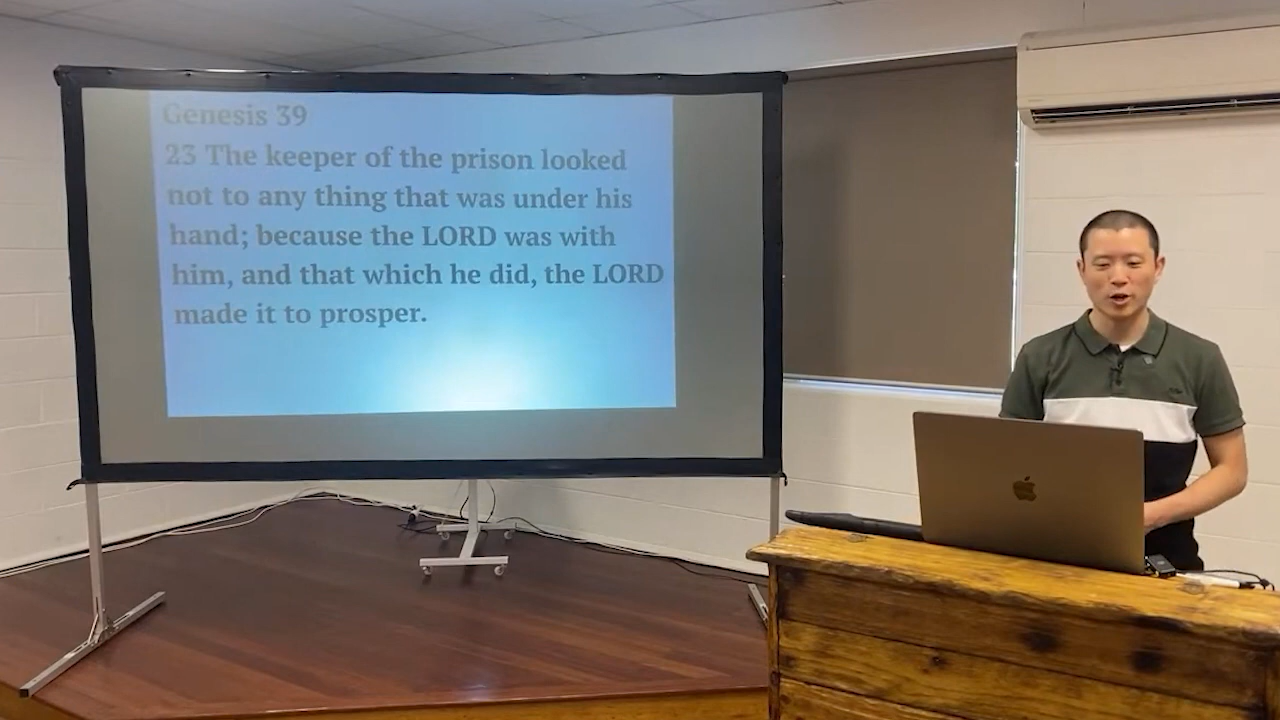 Genesis 39
23 The keeper of the prison looked
not to any thing that was under his
hand; because the LORD was with
him, and that which he did, the LORD
made it to prosper.